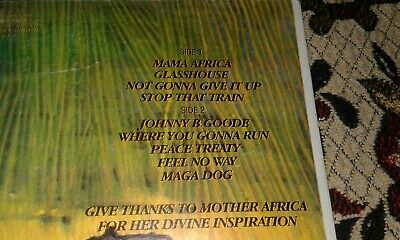 SIDE 1
MAMA AFRICA
GLASSHOUSE
NOT GONNA GIVE IT UP
STOP THAT TRAIN
SIDE 2
JOHNNY B GOODE
WHERE YOU GONNA RUN
PEACE TREATY
FEEL NO WAY
MAGA DOG
GIVE THANKS TO MOTHER AFRICA
FOR HER DIVINE INSPIRATION